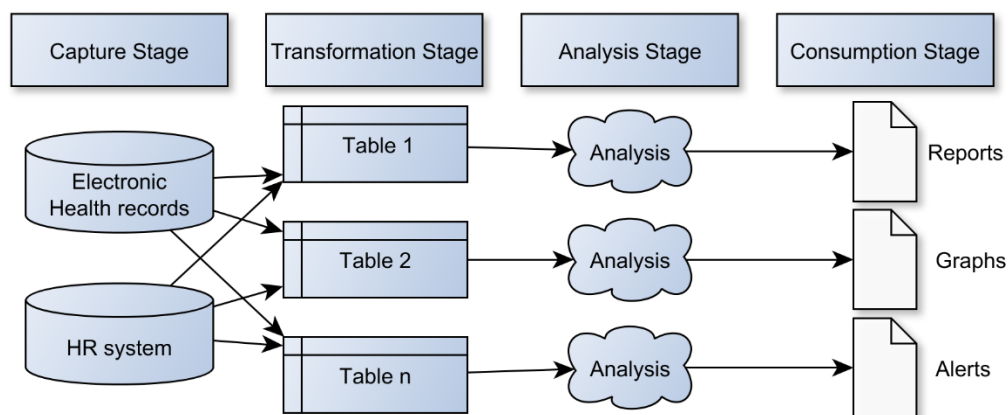 Capture Stage
Transformation Stage
Analysis Stage
Consumption Stage
Electronic
Health records
HR system
Table 1
Table 2
Table n
Analysis
Analysis
Analysis
Reports
Graphs
Alerts